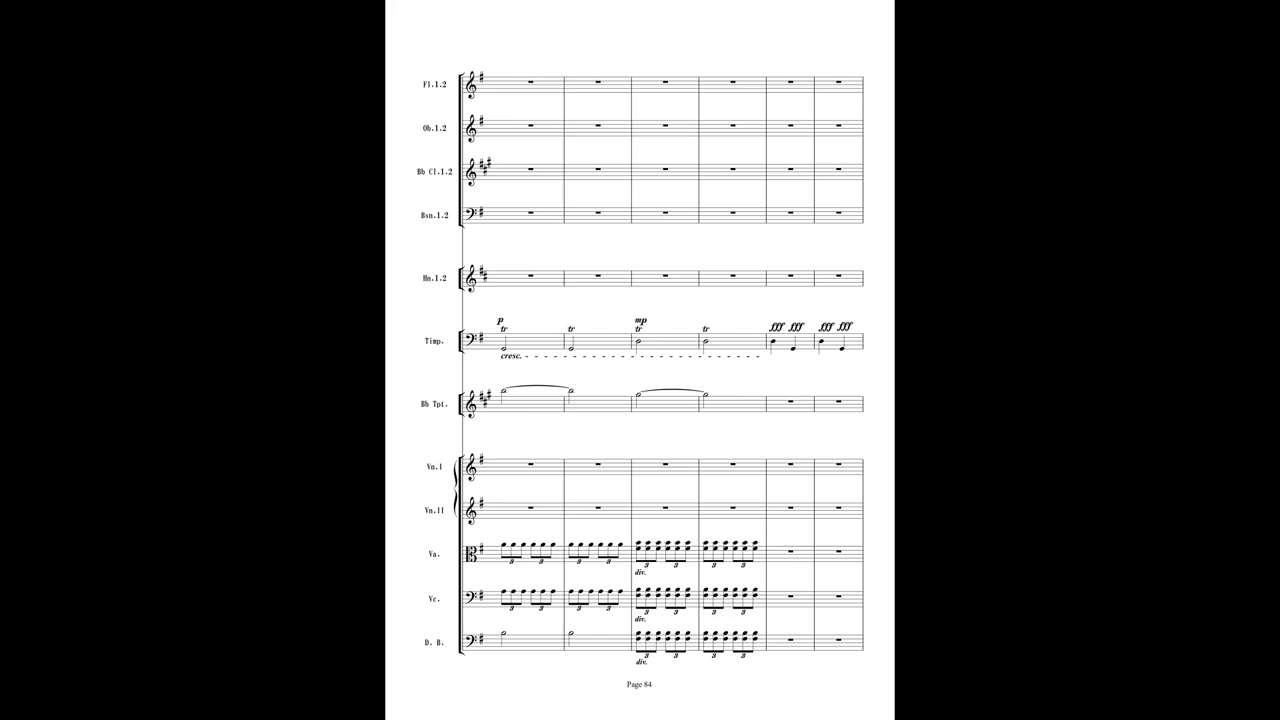 Fl.1.2
Ob.1.2
Bb Cl.1.2
Bsn.1.2
Hn.1.2
p mp
tr tr tr tr fff fff fff fff
Timp.
cresc.
Bb Tpt.
Vn.I
Vn.II
Va.
3 3 3 3 3 3 3 3
div.
Vc.
3 3 3 3 3 3 3 3
div.
D. B.
3 3 3 3
div.
Page 84